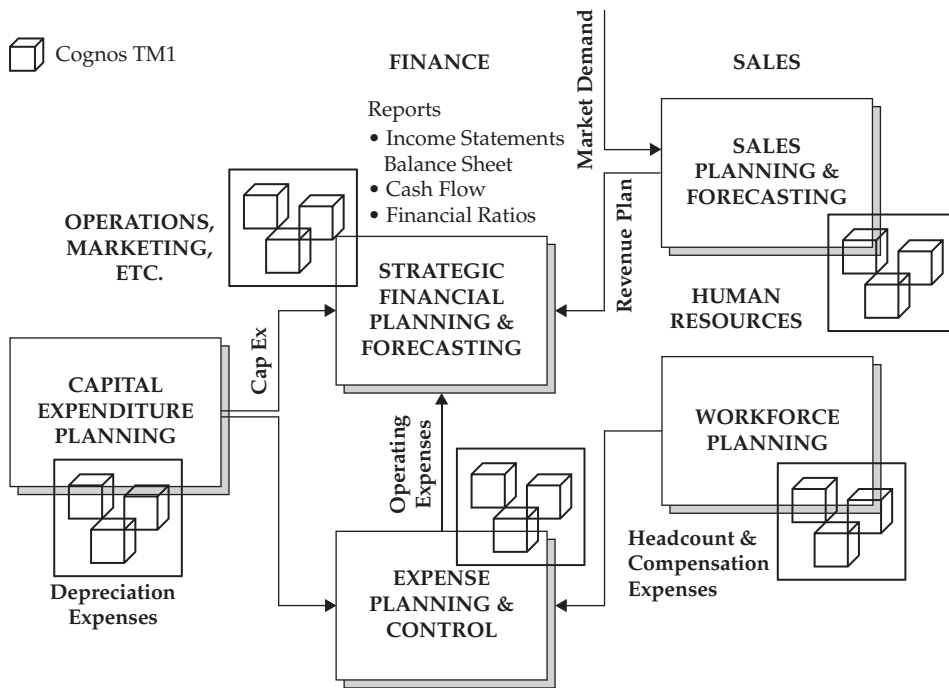 Cognos TM1
FINANCE
Reports
• Income Statements
Balance Sheet
• Cash Flow
• Financial Ratios
Market Demand
SALES
SALES
PLANNING &
FORECASTING
Revenue Plan
OPERATIONS,
MARKETING,
ETC.
STRATEGIC
FINANCIAL
PLANNING &
FORECASTING
HUMAN
RESOURCES
Cap Ex
CAPITAL
EXPENDITURE
PLANNING
WORKFORCE
PLANNING
Operating
Expenses
Depreciation
Expenses
EXPENSE
PLANNING &
CONTROL
Headcount &
Compensation
Expenses